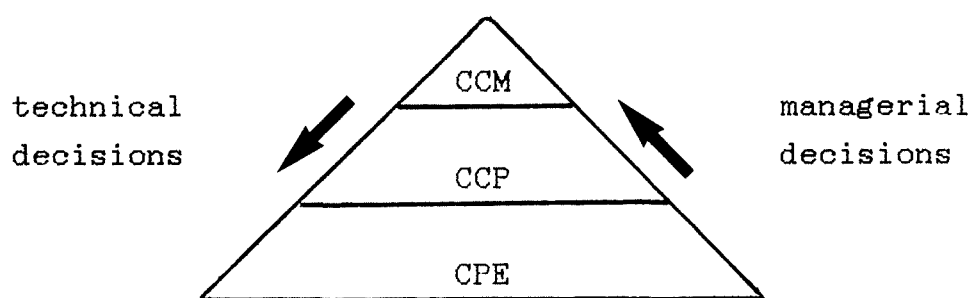 CCM
technical
decisions
managerial
decisions
CCP
CPE